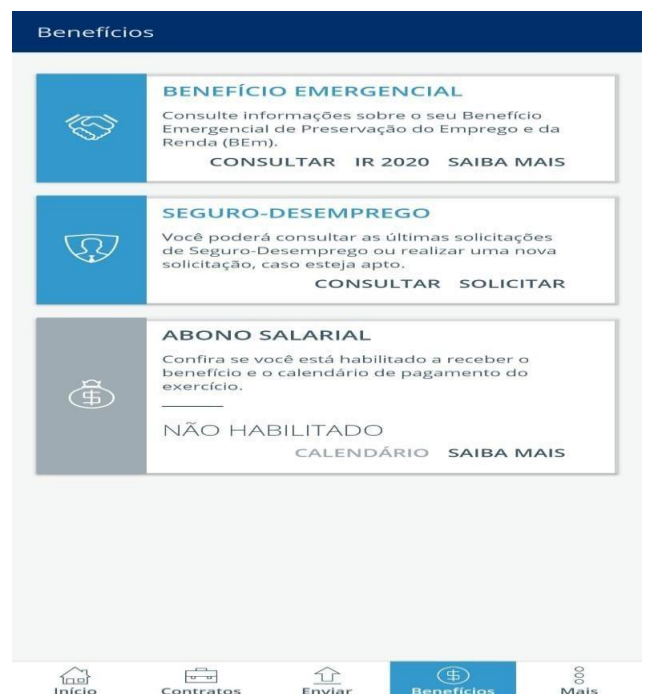 Benefícios
BENEFÍCIO EMERGENCIAL
Consulte informações sobre o seu Benefício
Emergencial de Preservação do Emprego e da
Renda (BEm).
CONSULTAR IR 2020 SAIBA MAIS
SEGURO-DESEMPREGO
Você poderá consultar as últimas solicitações
de Seguro-Desemprego ou realizar uma nova
solicitação, caso esteja apto.
CONSULTAR SOLICITAR
ABONO SALARIAL
Confira se você está habilitado a receber o
benefício e o calendário de pagamento do
exercício.
NÃO HABILITADO
CALENDÁRIO SAIBA MAIS
Início Contratos Enviar Benefícios Mais